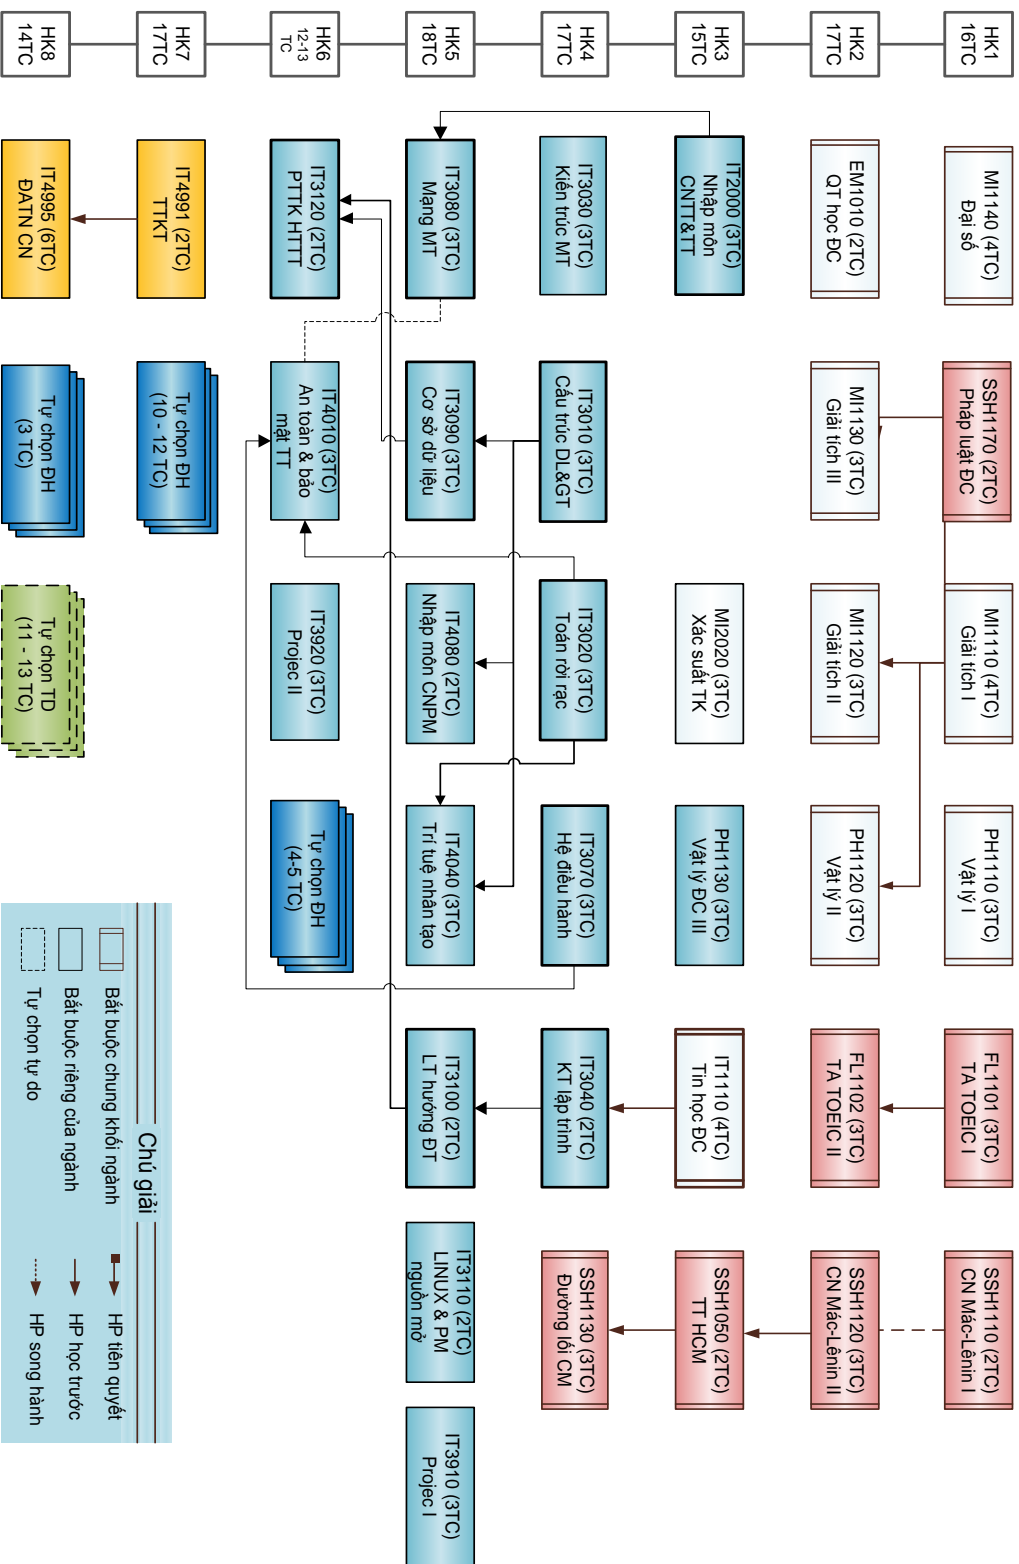 HK1
16TC
HK2
17TC
HK3
15TC
HK4
17TC
HK5
18TC
HK6
12-13
TC
HK7
17TC
HK8
14TC
MI1140 (4TC)
Đại số
SSH1170 (2TC)
Pháp luật ĐC
MI1110 (4TC)
Giải tích I
PH1110 (3TC)
Vật lý I
FL1101 (3TC)
TA TOEIC I
SSH1110 (2TC)
CN Mác-Lênin I
EM1010 (2TC)
QT học ĐC
MI1130 (3TC)
Giải tích III
MI1120 (3TC)
Giải tích II
PH1120 (3TC)
Vật lý II
FL1102 (3TC)
TA TOEIC II
SSH1120 (3TC)
CN Mác-Lênin II
IT2000 (3TC)
Nhập môn
CNTT&TT
MI2020 (3TC)
Xác suất TK
PH1130 (3TC)
Vật lý ĐC III
IT1110 (4TC)
Tin học ĐC
SSH1050 (2TC)
TT HCM
IT3030 (3TC)
Kiến trúc MT
IT3010 (3TC)
Cấu trúc DL&GT
IT3020 (3TC)
Toán rời rạc
IT3070 (3TC)
Hệ điều hành
IT3040 (2TC)
KT lập trình
SSH1130 (3TC)
Đường lối CM
IT3080 (3TC)
Mạng MT
IT3090 (3TC)
Cơ sở dữ liệu
IT4080 (2TC)
Nhập môn CNPM
IT4040 (3TC)
Trí tuệ nhân tạo
IT3100 (2TC)
LT hướng ĐT
IT3110 (2TC)
LINUX & PM
nguồn mở
IT3910 (3TC)
Projec I
IT3120 (2TC)
PTTK HTTT
IT4010 (3TC)
An toàn & bảo
mật TT
IT3920 (3TC)
Projec II
Tự chọn ĐH
(4-5 TC)
IT4991 (2TC)
TTKT
Tự chọn ĐH
(10 - 12 TC)
IT4995 (6TC)
ĐATN CN
Tự chọn ĐH
(3 TC)
Tự chọn TD
(11 - 13 TC)
Chú giải
Bắt buộc chung khối ngành
HP tiên quyết
Bắt buộc riêng của ngành
HP học trước
Tự chọn tự do
HP song hành